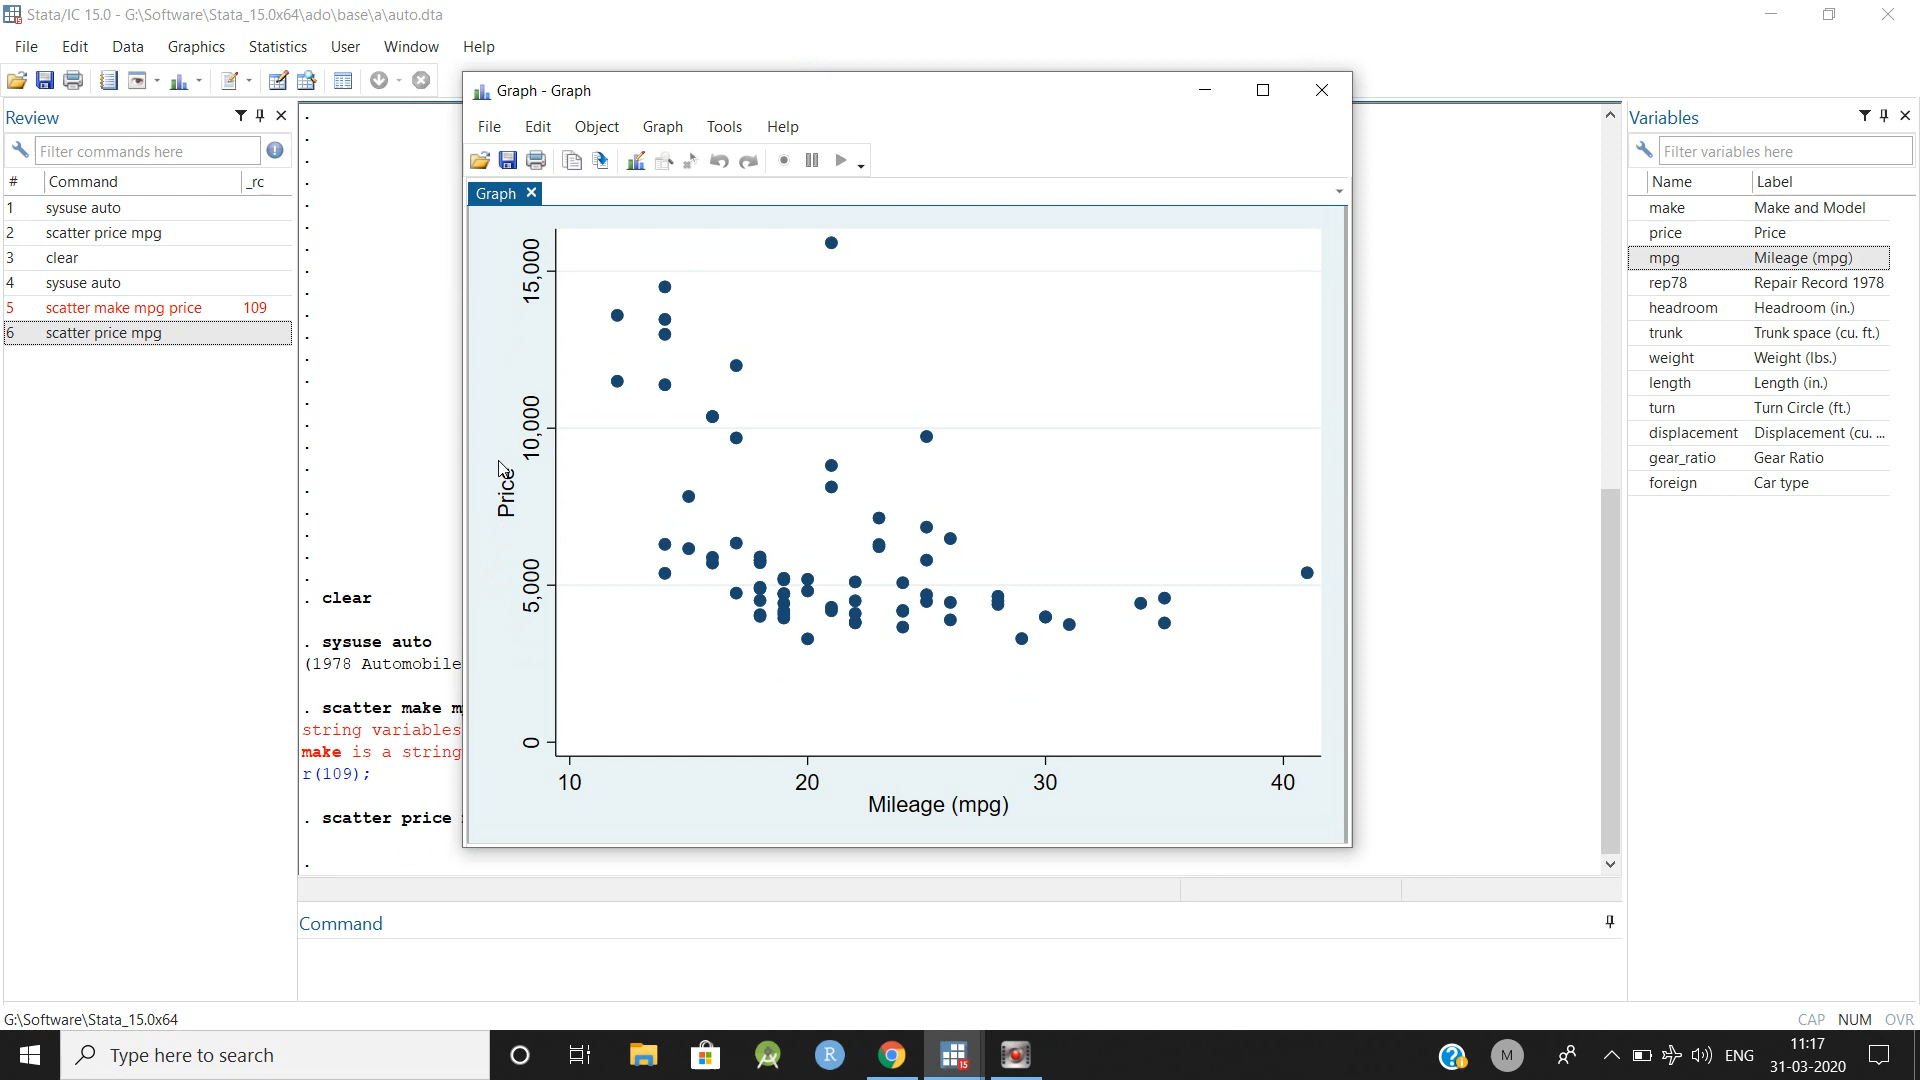 Stata/IC 15.0 - G:\Software\Stata_15.0x64\ado\base\a\auto.dta
File Edit Data Graphics Statistics User Window Help
Review
Filter commands here
# Command _rc
1 sysuse auto
2 scatter price mpg
3 clear
4 sysuse auto
5 scatter make mpg price 109
6 scatter price mpg
. clear
. sysuse auto
(1978 Automobile
. scatter make m
string variables
make is a string
r(109);
. scatter price
.
Graph - Graph
File Edit Object Graph Tools Help
Graph
Price
15,000
10,000
5,000
0
10 20 30 40
Mileage (mpg)
Variables
Filter variables here
Name Label
make Make and Model
price Price
mpg Mileage (mpg)
rep78 Repair Record 1978
headroom Headroom (in.)
trunk Trunk space (cu. ft.)
weight Weight (lbs.)
length Length (in.)
turn Turn Circle (ft.)
displacement Displacement (cu. ...
gear_ratio Gear Ratio
foreign Car type
Command
G:\Software\Stata_15.0x64
CAP NUM OVR
Type here to search
R
15
M
ENG
11:17
31-03-2020